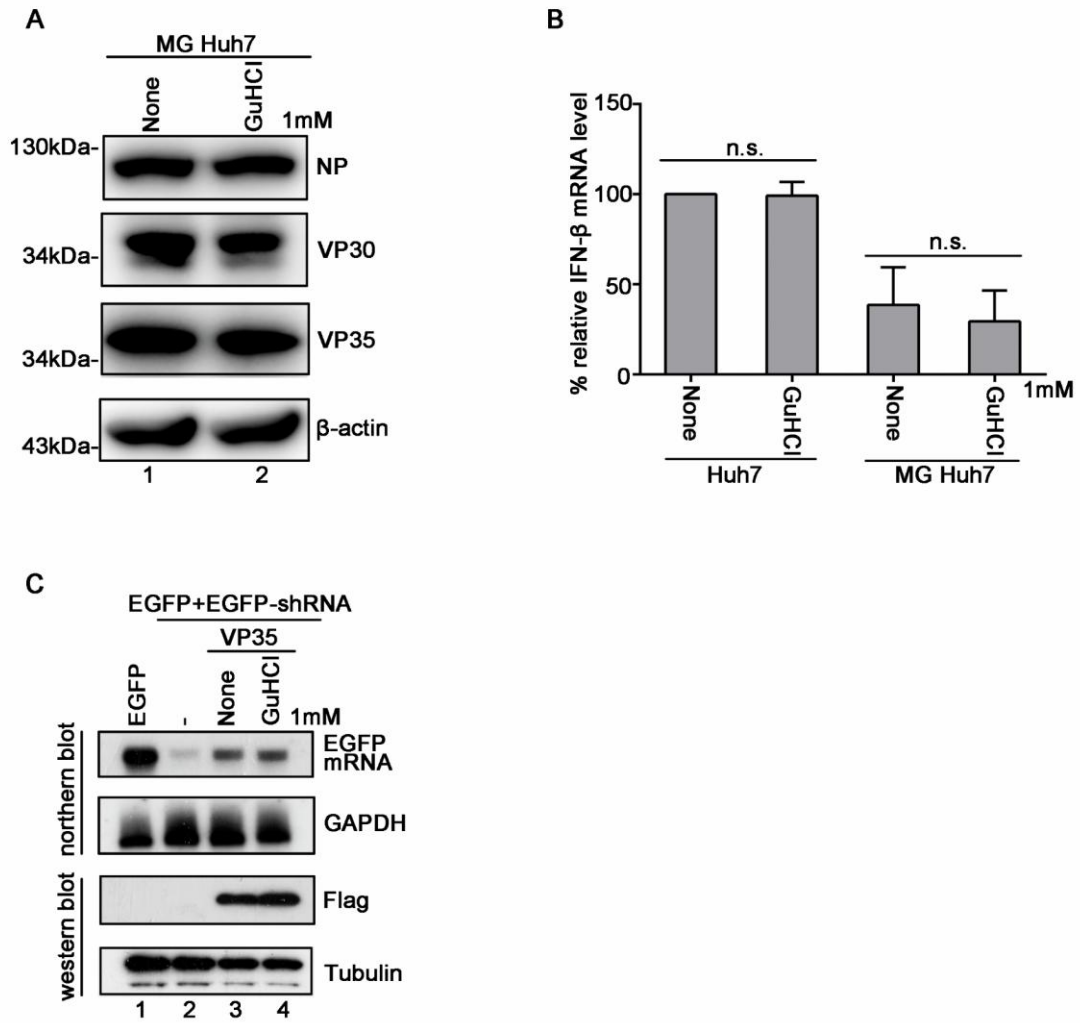 A
MG Huh7
None
GuHCl
1mM
130kDa-
NP
34kDa-
VP30
34kDa-
VP35
43kDa-
β-actin
1 2
B
% relative IFN-β mRNA level
150
100
50
0
n.s.
n.s.
None
GuHCl
None
GuHCl
1mM
Huh7
MG Huh7
C
EGFP+EGFP-shRNA
VP35
EGFP
-
None
GuHCl
1mM
northern blot
EGFP
mRNA
GAPDH
western blot
Flag
Tubulin
1 2 3 4